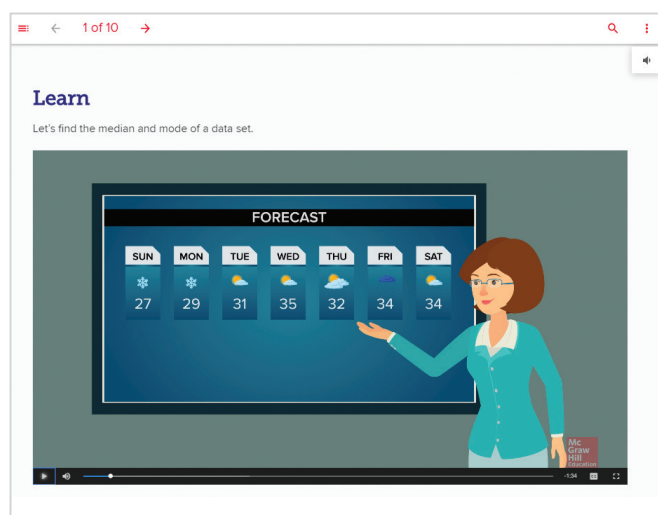 1 of 10
Learn
Let's find the median and mode of a data set.
FORECAST
SUN MON TUE WED THU FRI SAT
27 29 31 35 32 34 34
Mc
Graw
Hill
Education
-1:34 CC